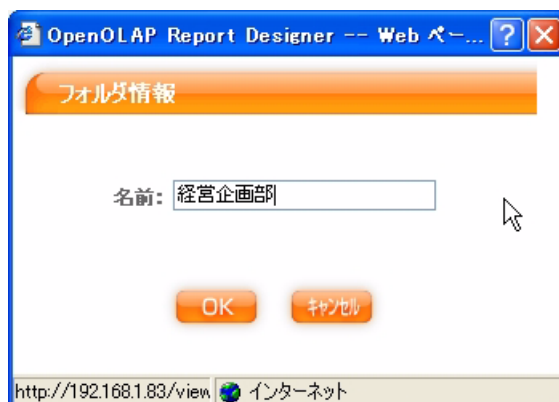 OpenOLAP Report Designer -- Web ペー...
フォルダ情報
名前: 経営企画部
OK キャンセル
http://192.168.1.83/view インターネット